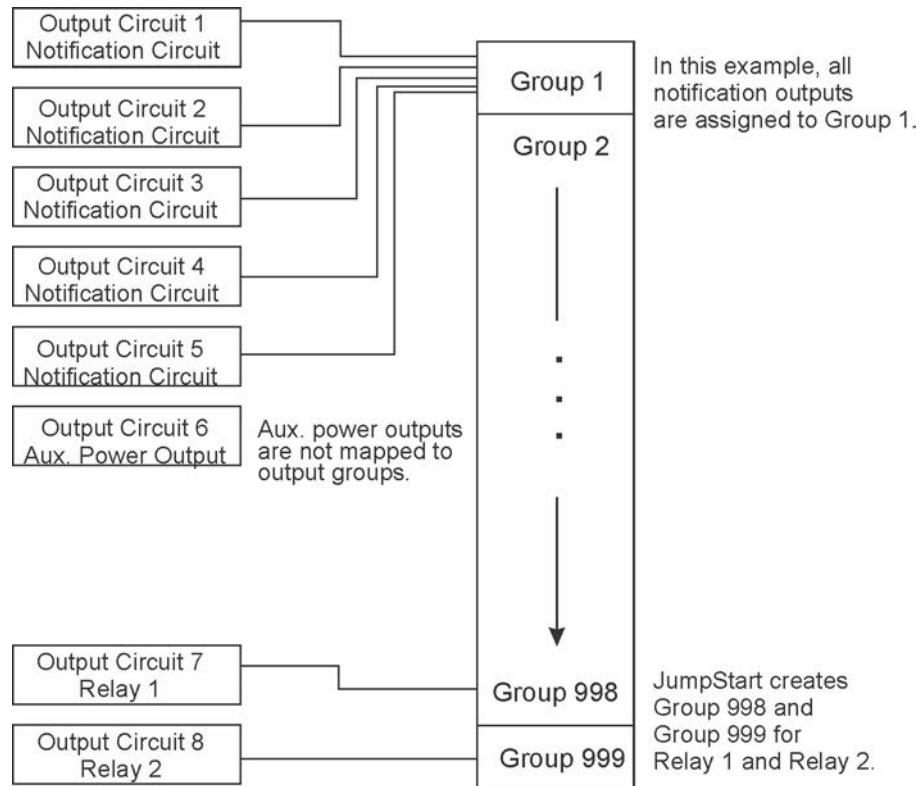 Output Circuit 1
Notification Circuit
Output Circuit 2
Notification Circuit
Output Circuit 3
Notification Circuit
Output Circuit 4
Notification Circuit
Output Circuit 5
Notification Circuit
Output Circuit 6
Aux. Power Output
Aux. power outputs
are not mapped to
output groups.
Output Circuit 7
Relay 1
Output Circuit 8
Relay 2
Group 1
Group 2
Group 998
Group 999
In this example, all
notification outputs
are assigned to Group 1.
JumpStart creates
Group 998 and
Group 999 for
Relay 1 and Relay 2.